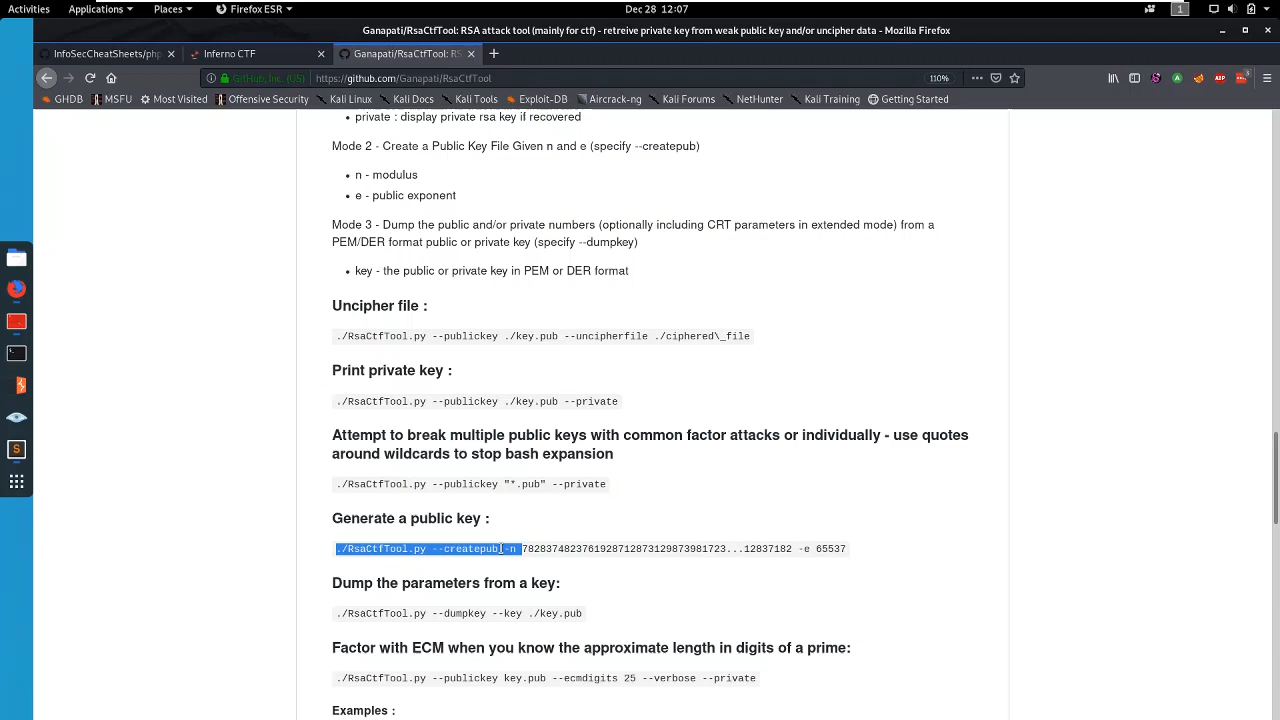 Activities Applications Places Firefox ESR Dec 28 12:07 1
Ganapati/RsaCtfTool: RSA attack tool (mainly for ctf) - retreive private key from weak public key and/or uncipher data - Mozilla Firefox
InfoSecCheatSheets/php Inferno CTF Ganapati/RsaCtfTool: RS
GitHub, Inc. (US) https://github.com/Ganapati/RsaCtfTool 110%
GHDB MSFU Most Visited Offensive Security Kali Linux Kali Docs Kali Tools Exploit-DB Aircrack-ng Kali Forums NetHunter Kali Training Getting Started
private : display private rsa key if recovered
Mode 2 - Create a Public Key File Given n and e (specify --createpub)
n - modulus
e - public exponent
Mode 3 - Dump the public and/or private numbers (optionally including CRT parameters in extended mode) from a
PEM/DER format public or private key (specify --dumpkey)
key - the public or private key in PEM or DER format
Uncipher file :
./RsaCtfTool.py --publickey ./key.pub --uncipherfile ./ciphered\_file
Print private key :
./RsaCtfTool.py --publickey ./key.pub --private
Attempt to break multiple public keys with common factor attacks or individually - use quotes
around wildcards to stop bash expansion
./RsaCtfTool.py --publickey "*.pub" --private
Generate a public key :
./RsaCtfTool.py --createpub -n 7828374823761928712873129873981723...12837182 -e 65537
Dump the parameters from a key:
./RsaCtfTool.py --dumpkey --key ./key.pub
Factor with ECM when you know the approximate length in digits of a prime:
./RsaCtfTool.py --publickey key.pub --ecmdigits 25 --verbose --private
Examples :